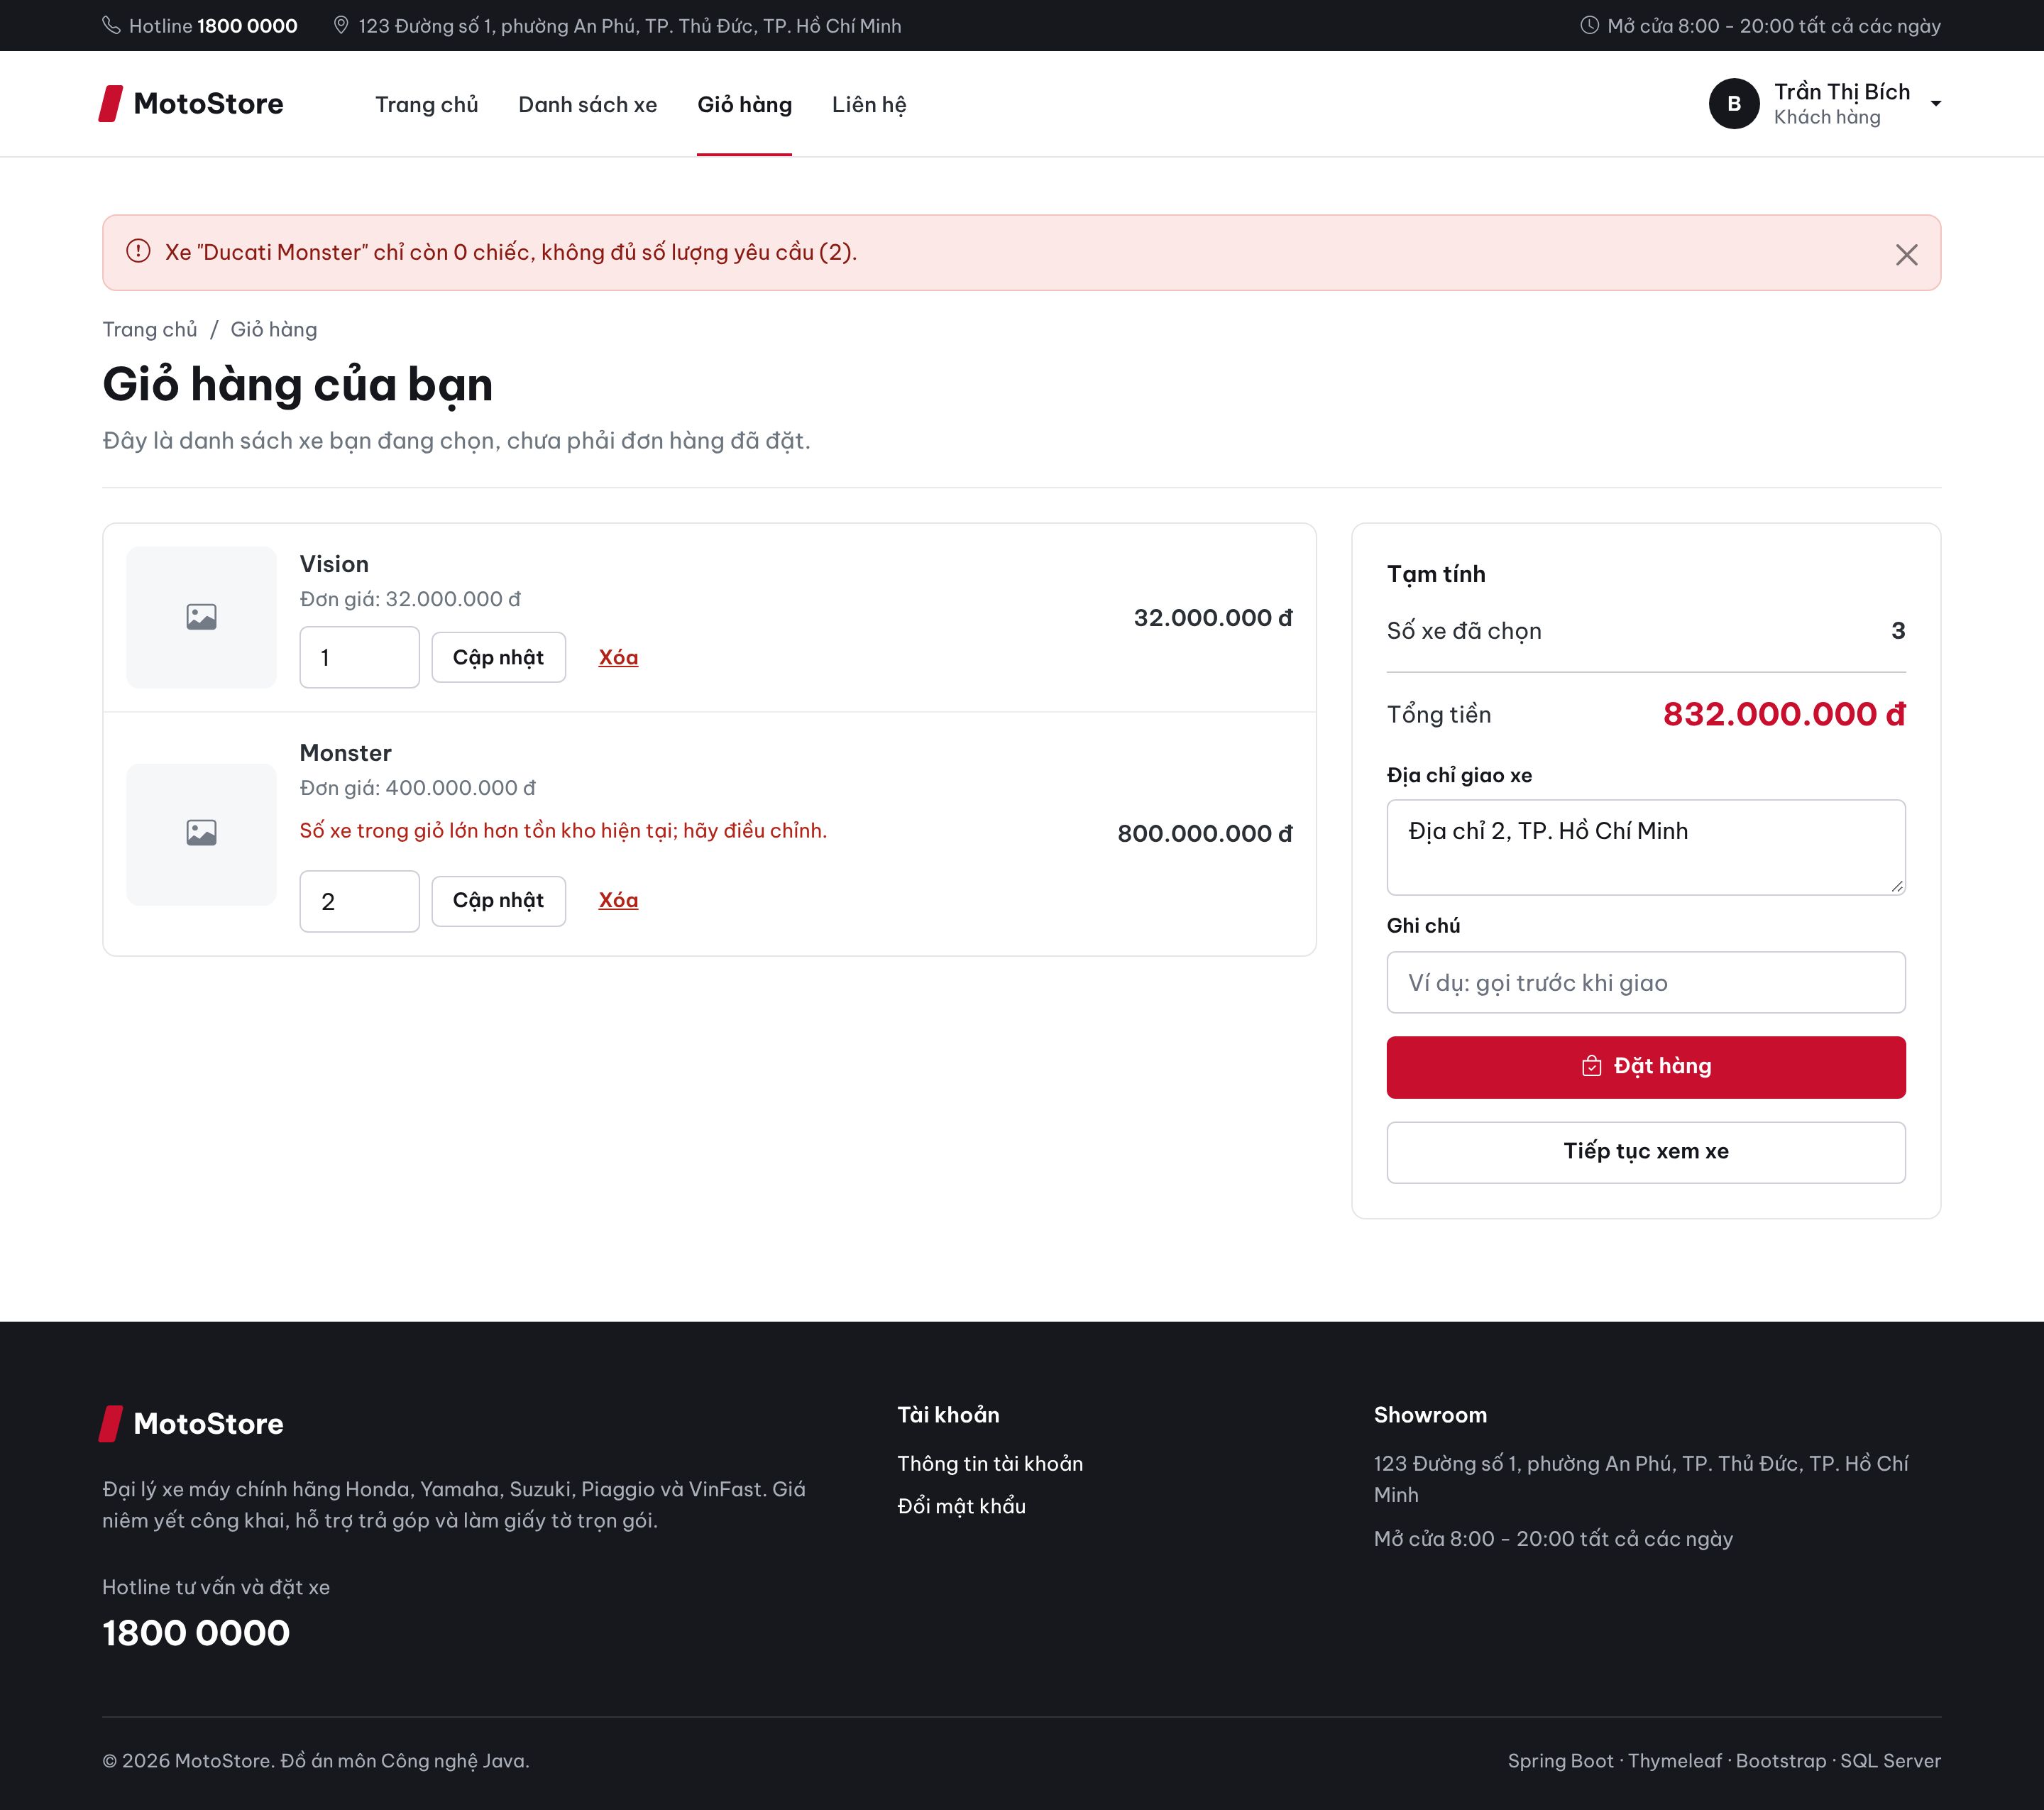 Hotline 1800 0000
123 Đường số 1, phường An Phú, TP. Thủ Đức, TP. Hồ Chí Minh
Mở cửa 8:00 - 20:00 tất cả các ngày
MotoStore
Trang chủ
Danh sách xe
Giỏ hàng
Liên hệ
B
Trần Thị Bích
Khách hàng
Xe "Ducati Monster" chỉ còn 0 chiếc, không đủ số lượng yêu cầu (2).
Trang chủ / Giỏ hàng
Giỏ hàng của bạn
Đây là danh sách xe bạn đang chọn, chưa phải đơn hàng đã đặt.
Vision
Đơn giá: 32.000.000 đ
1
Cập nhật
Xóa
32.000.000 đ
Monster
Đơn giá: 400.000.000 đ
Số xe trong giỏ lớn hơn tồn kho hiện tại; hãy điều chỉnh.
2
Cập nhật
Xóa
800.000.000 đ
Tạm tính
Số xe đã chọn 3
Tổng tiền 832.000.000 đ
Địa chỉ giao xe
Địa chỉ 2, TP. Hồ Chí Minh
Ghi chú
Ví dụ: gọi trước khi giao
Đặt hàng
Tiếp tục xem xe
MotoStore
Đại lý xe máy chính hãng Honda, Yamaha, Suzuki, Piaggio và VinFast. Giá
niêm yết công khai, hỗ trợ trả góp và làm giấy tờ trọn gói.
Hotline tư vấn và đặt xe
1800 0000
Tài khoản
Thông tin tài khoản
Đổi mật khẩu
Showroom
123 Đường số 1, phường An Phú, TP. Thủ Đức, TP. Hồ Chí
Minh
Mở cửa 8:00 - 20:00 tất cả các ngày
© 2026 MotoStore. Đồ án môn Công nghệ Java.
Spring Boot · Thymeleaf · Bootstrap · SQL Server